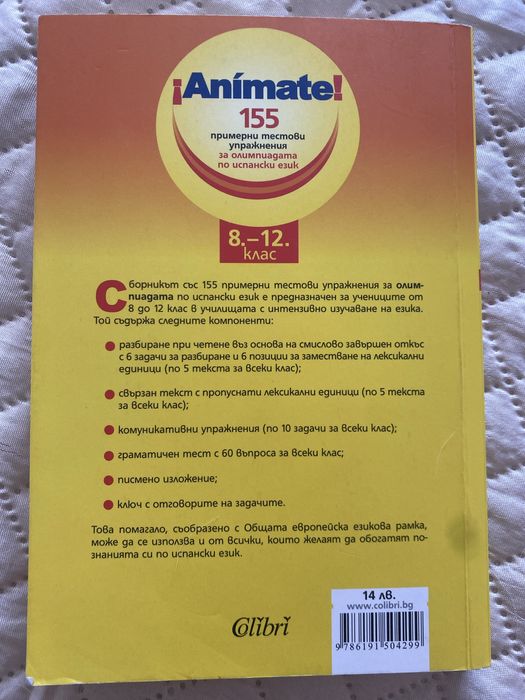 ¡Anímate!
155
примерни тестови
упражнения
за олимпиадата
по испански език
8.–12.
клас
Сборникът със 155 примерни тестови упражнения за олим-
пиадата по испански език е предназначен за учениците от
8 до 12 клас в училищата с интензивно изучаване на езика.
Той съдържа следните компоненти:
разбиране при четене въз основа на смислово завършен откъс
с 6 задачи за разбиране и 6 позиции за заместване на лексикални
единици (по 5 текста за всеки клас);
свързан текст с пропуснати лексикални единици (по 5 текста
за всеки клас);
комуникативни упражнения (по 10 задачи за всеки клас);
граматичен тест с 60 въпроса за всеки клас;
писмено изложение;
ключ с отговорите на задачите.
Това помагало, съобразено с Общата европейска езикова рамка,
може да се използва и от всички, които желаят да обогатят по-
знанията си по испански език.
14 лв.
www.colibri.bg
9786191504299
Colibri